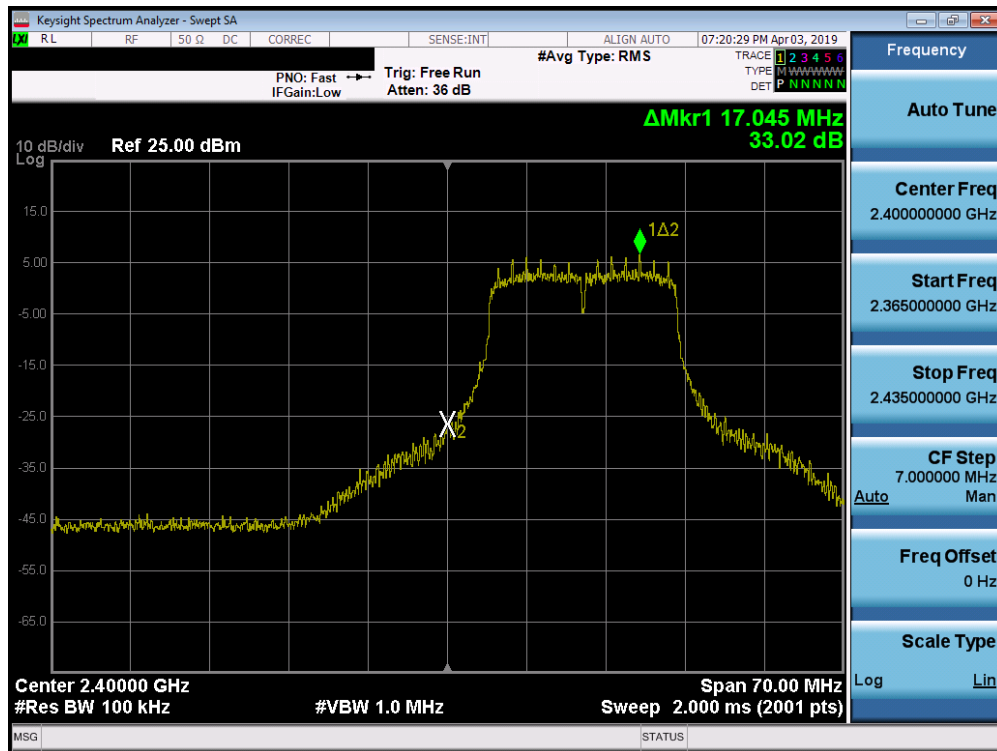 Keysight Spectrum Analyzer - Swept SA
LXI RL RF 50 Ω DC CORREC SENSE:INT ALIGN AUTO 07:20:29 PM Apr 03, 2019
#Avg Type: RMS
TRACE 1 2 3 4 5 6
TYPE M W W W W W
DET P N N N N N
PNO: Fast Trig: Free Run
IFGain:Low Atten: 36 dB
ΔMkr1 17.045 MHz
33.02 dB
10 dB/div Ref 25.00 dBm
Log
15.0
5.00
-5.00
-15.0
-25.0
-35.0
-45.0
-55.0
-65.0
1Δ2
X2
Center 2.40000 GHz Span 70.00 MHz
#Res BW 100 kHz #VBW 1.0 MHz Sweep 2.000 ms (2001 pts)
MSG STATUS
Frequency
Auto Tune
Center Freq
2.400000000 GHz
Start Freq
2.365000000 GHz
Stop Freq
2.435000000 GHz
CF Step
7.000000 MHz
Auto Man
Freq Offset
0 Hz
Scale Type
Log Lin